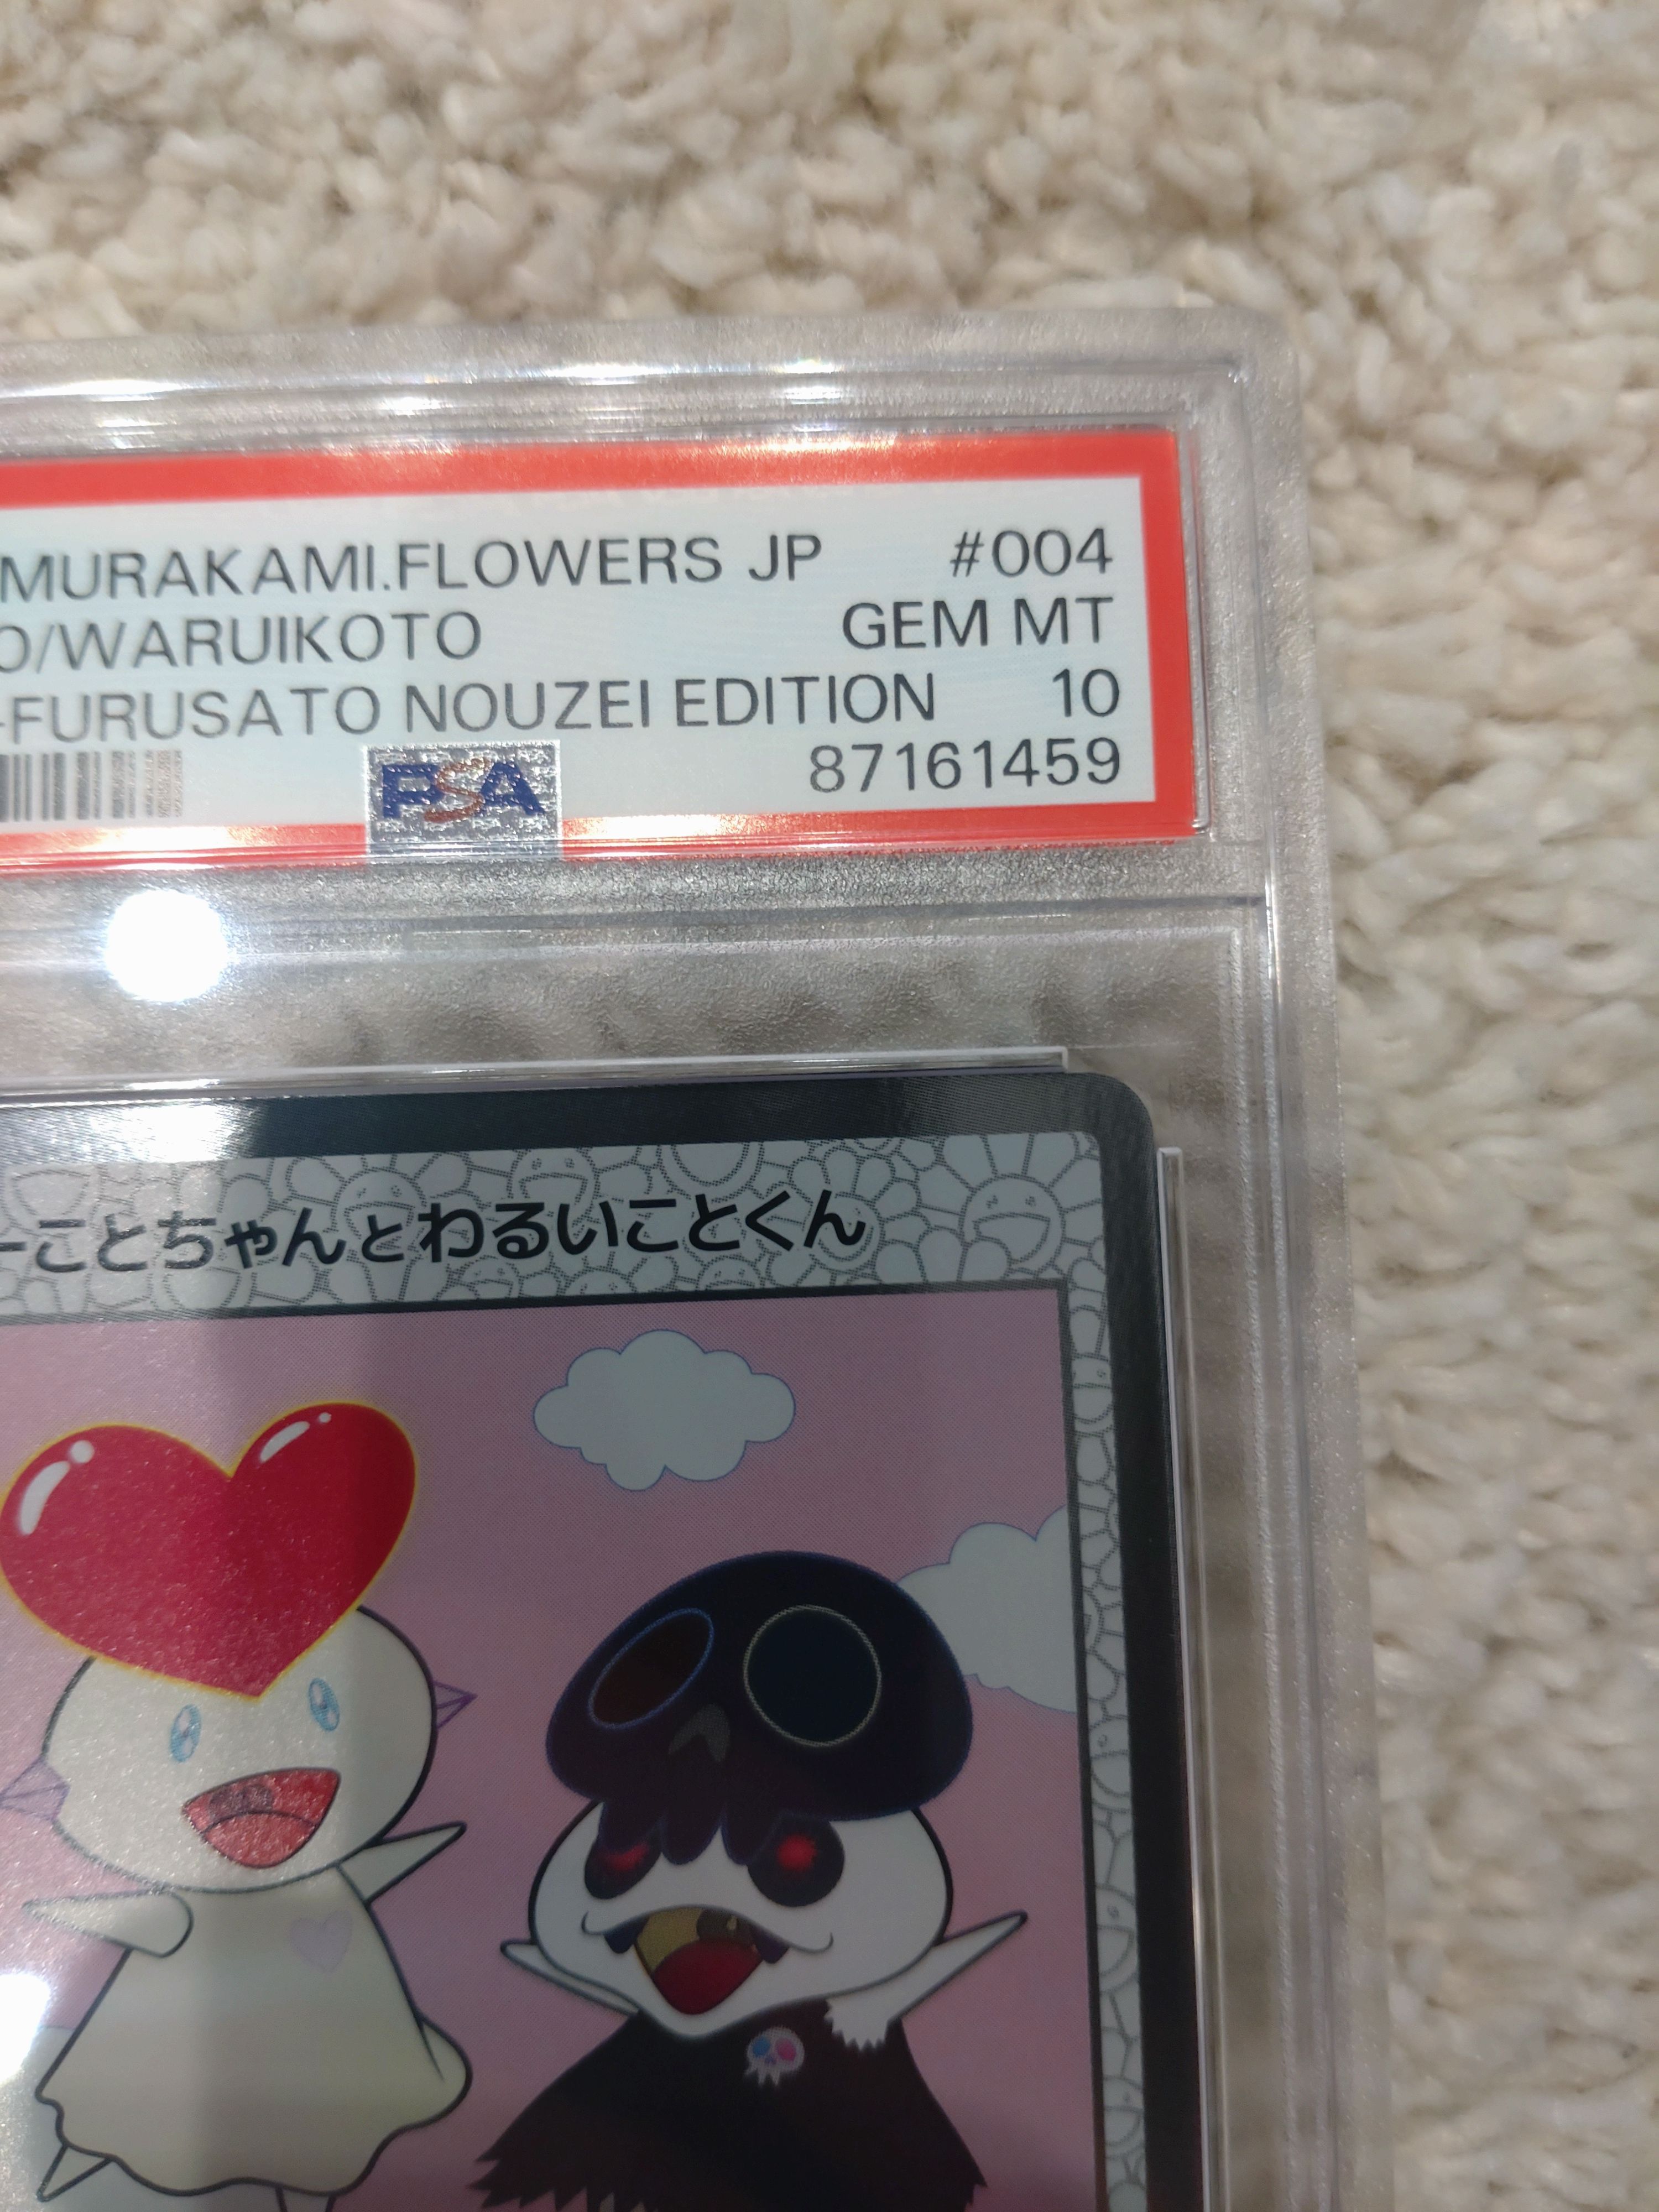 MURAKAMI.FLOWERS JP #004
O/WARUIKOTO GEM MT
-FURUSATO NOUZEI EDITION 10
PSA 87161459
ーことちゃんとわるいことくん